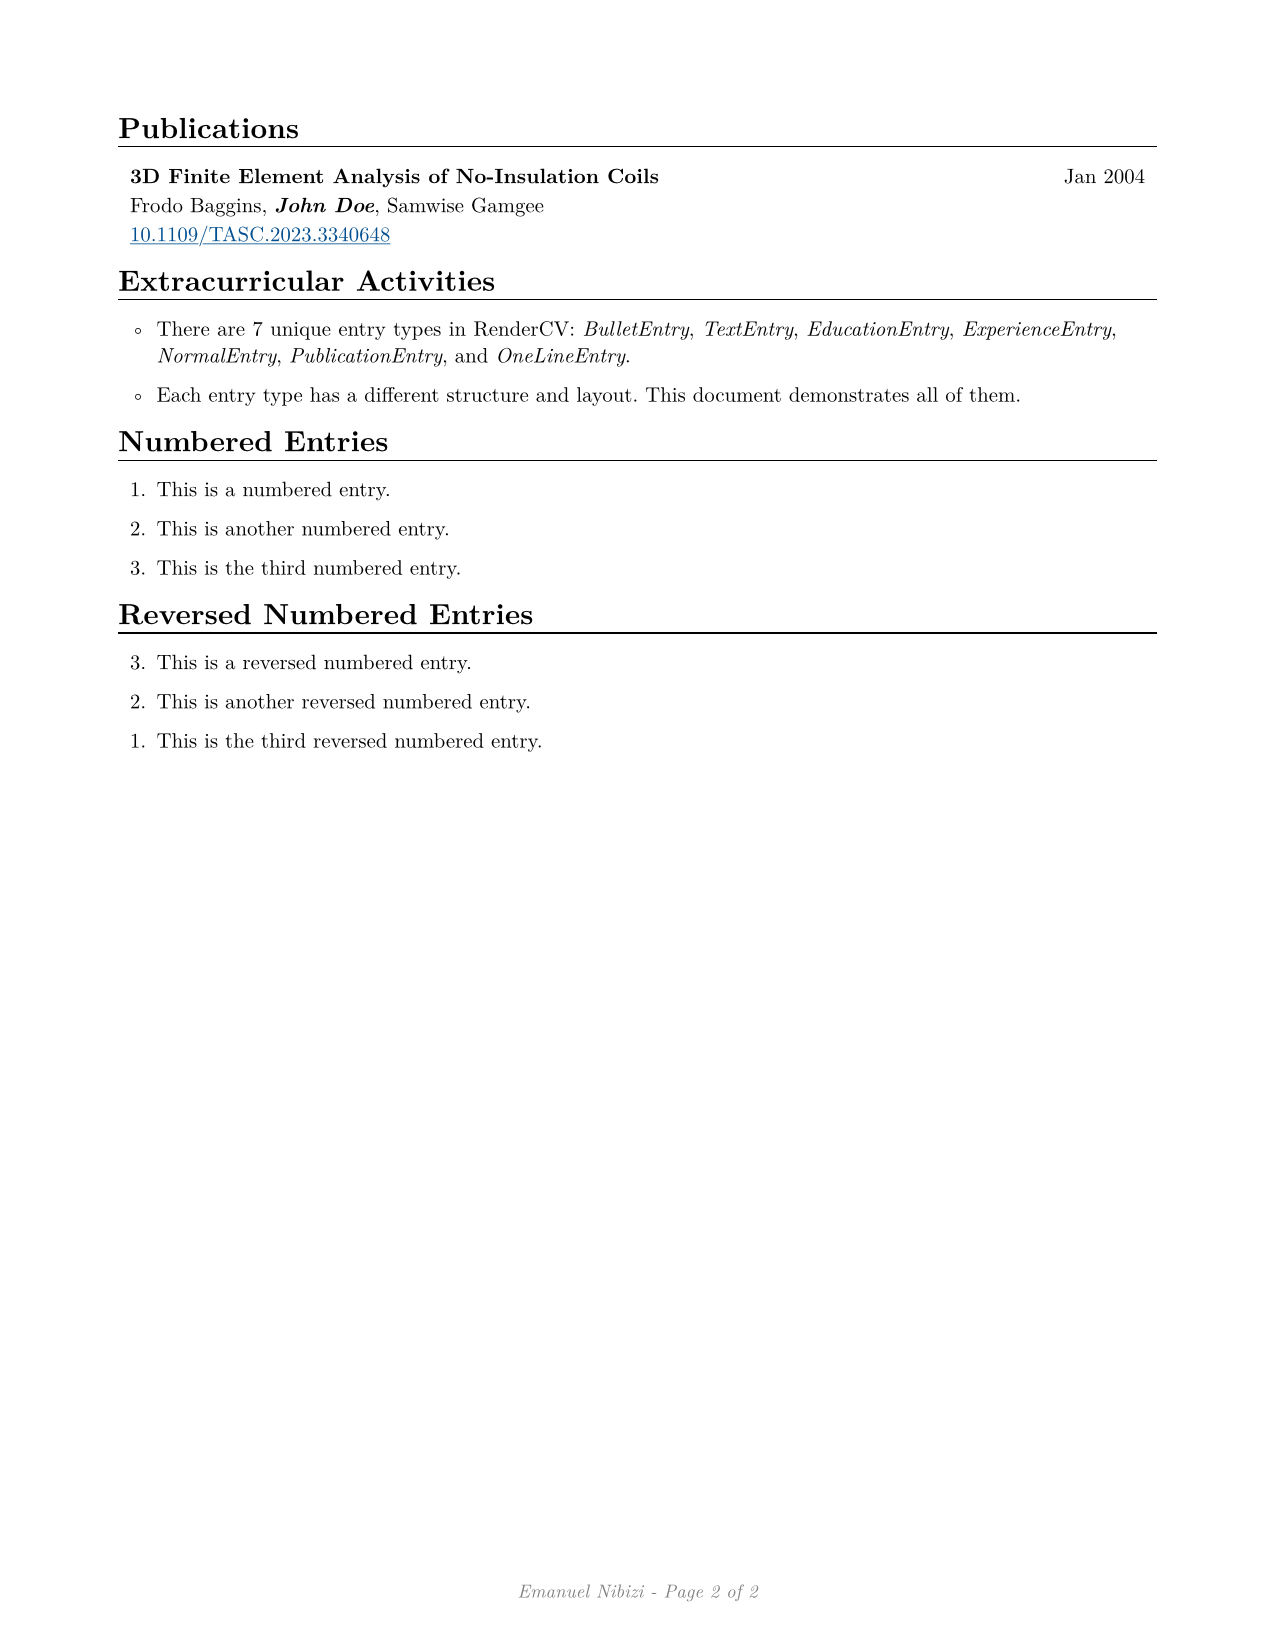 Publications
3D Finite Element Analysis of No-Insulation Coils Jan 2004
Frodo Baggins, John Doe, Samwise Gamgee
10.1109/TASC.2023.3340648
Extracurricular Activities
◦ There are 7 unique entry types in RenderCV: BulletEntry, TextEntry, EducationEntry, ExperienceEntry,
NormalEntry, PublicationEntry, and OneLineEntry.
◦ Each entry type has a different structure and layout. This document demonstrates all of them.
Numbered Entries
1. This is a numbered entry.
2. This is another numbered entry.
3. This is the third numbered entry.
Reversed Numbered Entries
3. This is a reversed numbered entry.
2. This is another reversed numbered entry.
1. This is the third reversed numbered entry.
Emanuel Nibizi - Page 2 of 2